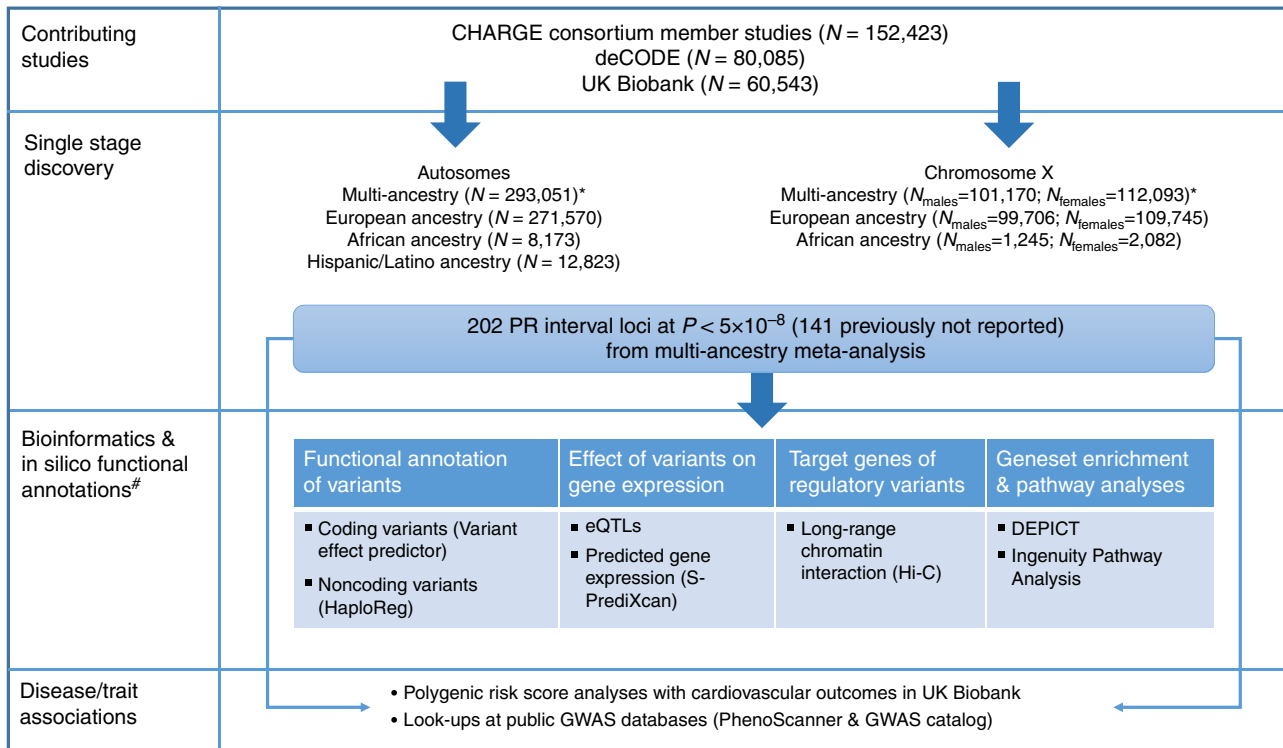 Contributing
studies
CHARGE consortium member studies (N = 152,423)
deCODE (N = 80,085)
UK Biobank (N = 60,543)
Single stage
discovery
Autosomes
Multi-ancestry (N = 293,051)*
European ancestry (N = 271,570)
African ancestry (N = 8,173)
Hispanic/Latino ancestry (N = 12,823)
Chromosome X
Multi-ancestry (Nmales=101,170; Nfemales=112,093)*
European ancestry (Nmales=99,706; Nfemales=109,745)
African ancestry (Nmales=1,245; Nfemales=2,082)
202 PR interval loci at P < 5×10⁻⁸ (141 previously not reported)
from multi-ancestry meta-analysis
Bioinformatics &
in silico functional
annotations#
Functional annotation
of variants
▪ Coding variants (Variant
effect predictor)
▪ Noncoding variants
(HaploReg)
Effect of variants on
gene expression
▪ eQTLs
▪ Predicted gene
expression (S-
PrediXcan)
Target genes of
regulatory variants
▪ Long-range
chromatin
interaction (Hi-C)
Geneset enrichment
& pathway analyses
▪ DEPICT
▪ Ingenuity Pathway
Analysis
Disease/trait
associations
• Polygenic risk score analyses with cardiovascular outcomes in UK Biobank
• Look-ups at public GWAS databases (PhenoScanner & GWAS catalog)